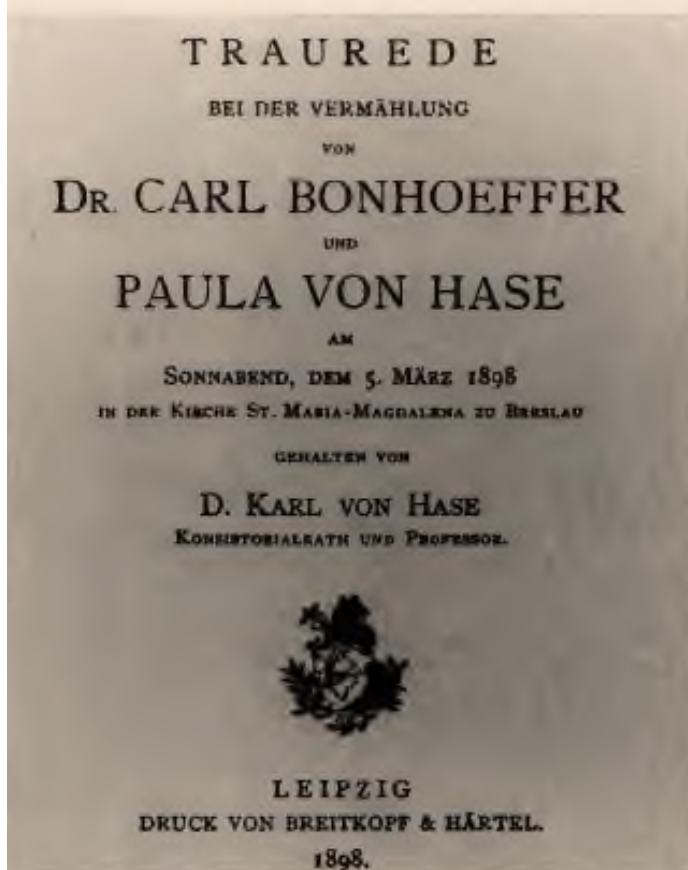 TRAUREDE
BEI DER VERMÄHLUNG
VON
DR. CARL BONHOEFFER
UND
PAULA VON HASE
AM
SONNABEND, DEM 5. MÄRZ 1898
IN DER KIRCHE ST. MARIA-MAGDALENA ZU BRESLAU
GEHALTEN VON
D. KARL VON HASE
KONSISTORIALRATH UND PROFESSOR.
LEIPZIG
DRUCK VON BREITKOPF & HÄRTEL.
1898.